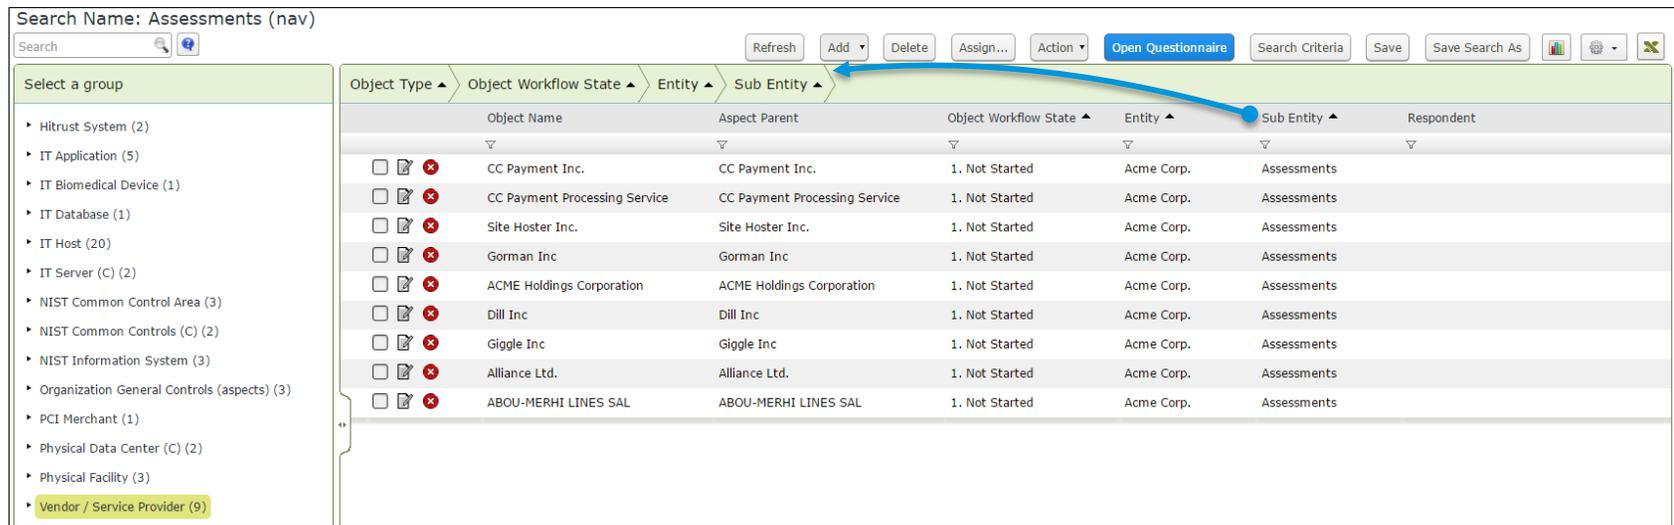 Search Name: Assessments (nav)
Search
Refresh Add Delete Assign... Action Open Questionnaire Search Criteria Save Save Search As
Select a group
Object Type Object Workflow State Entity Sub Entity
Hitrust System (2)
IT Application (5)
IT Biomedical Device (1)
IT Database (1)
IT Host (20)
IT Server (C) (2)
NIST Common Control Area (3)
NIST Common Controls (C) (2)
NIST Information System (3)
Organization General Controls (aspects) (3)
PCI Merchant (1)
Physical Data Center (C) (2)
Physical Facility (3)
Vendor / Service Provider (9)
Object Name Aspect Parent Object Workflow State Entity Sub Entity Respondent
CC Payment Inc. CC Payment Inc. 1. Not Started Acme Corp. Assessments
CC Payment Processing Service CC Payment Processing Service 1. Not Started Acme Corp. Assessments
Site Hoster Inc. Site Hoster Inc. 1. Not Started Acme Corp. Assessments
Gorman Inc Gorman Inc 1. Not Started Acme Corp. Assessments
ACME Holdings Corporation ACME Holdings Corporation 1. Not Started Acme Corp. Assessments
Dill Inc Dill Inc 1. Not Started Acme Corp. Assessments
Giggle Inc Giggle Inc 1. Not Started Acme Corp. Assessments
Alliance Ltd. Alliance Ltd. 1. Not Started Acme Corp. Assessments
ABOU-MERHI LINES SAL ABOU-MERHI LINES SAL 1. Not Started Acme Corp. Assessments